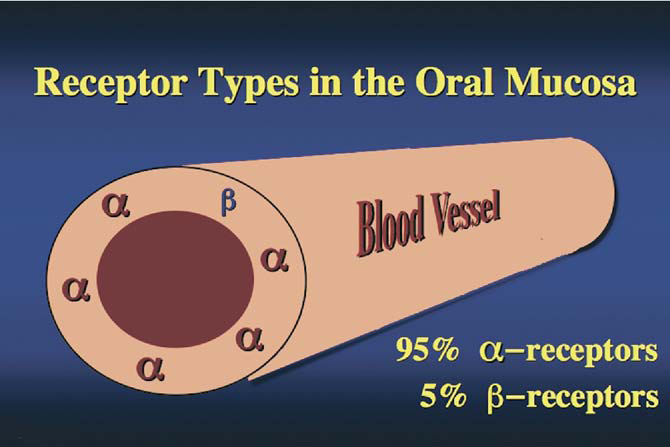 Receptor Types in the Oral Mucosa
α β
α α
α α
Blood Vessel
95% α–receptors
5% β–receptors